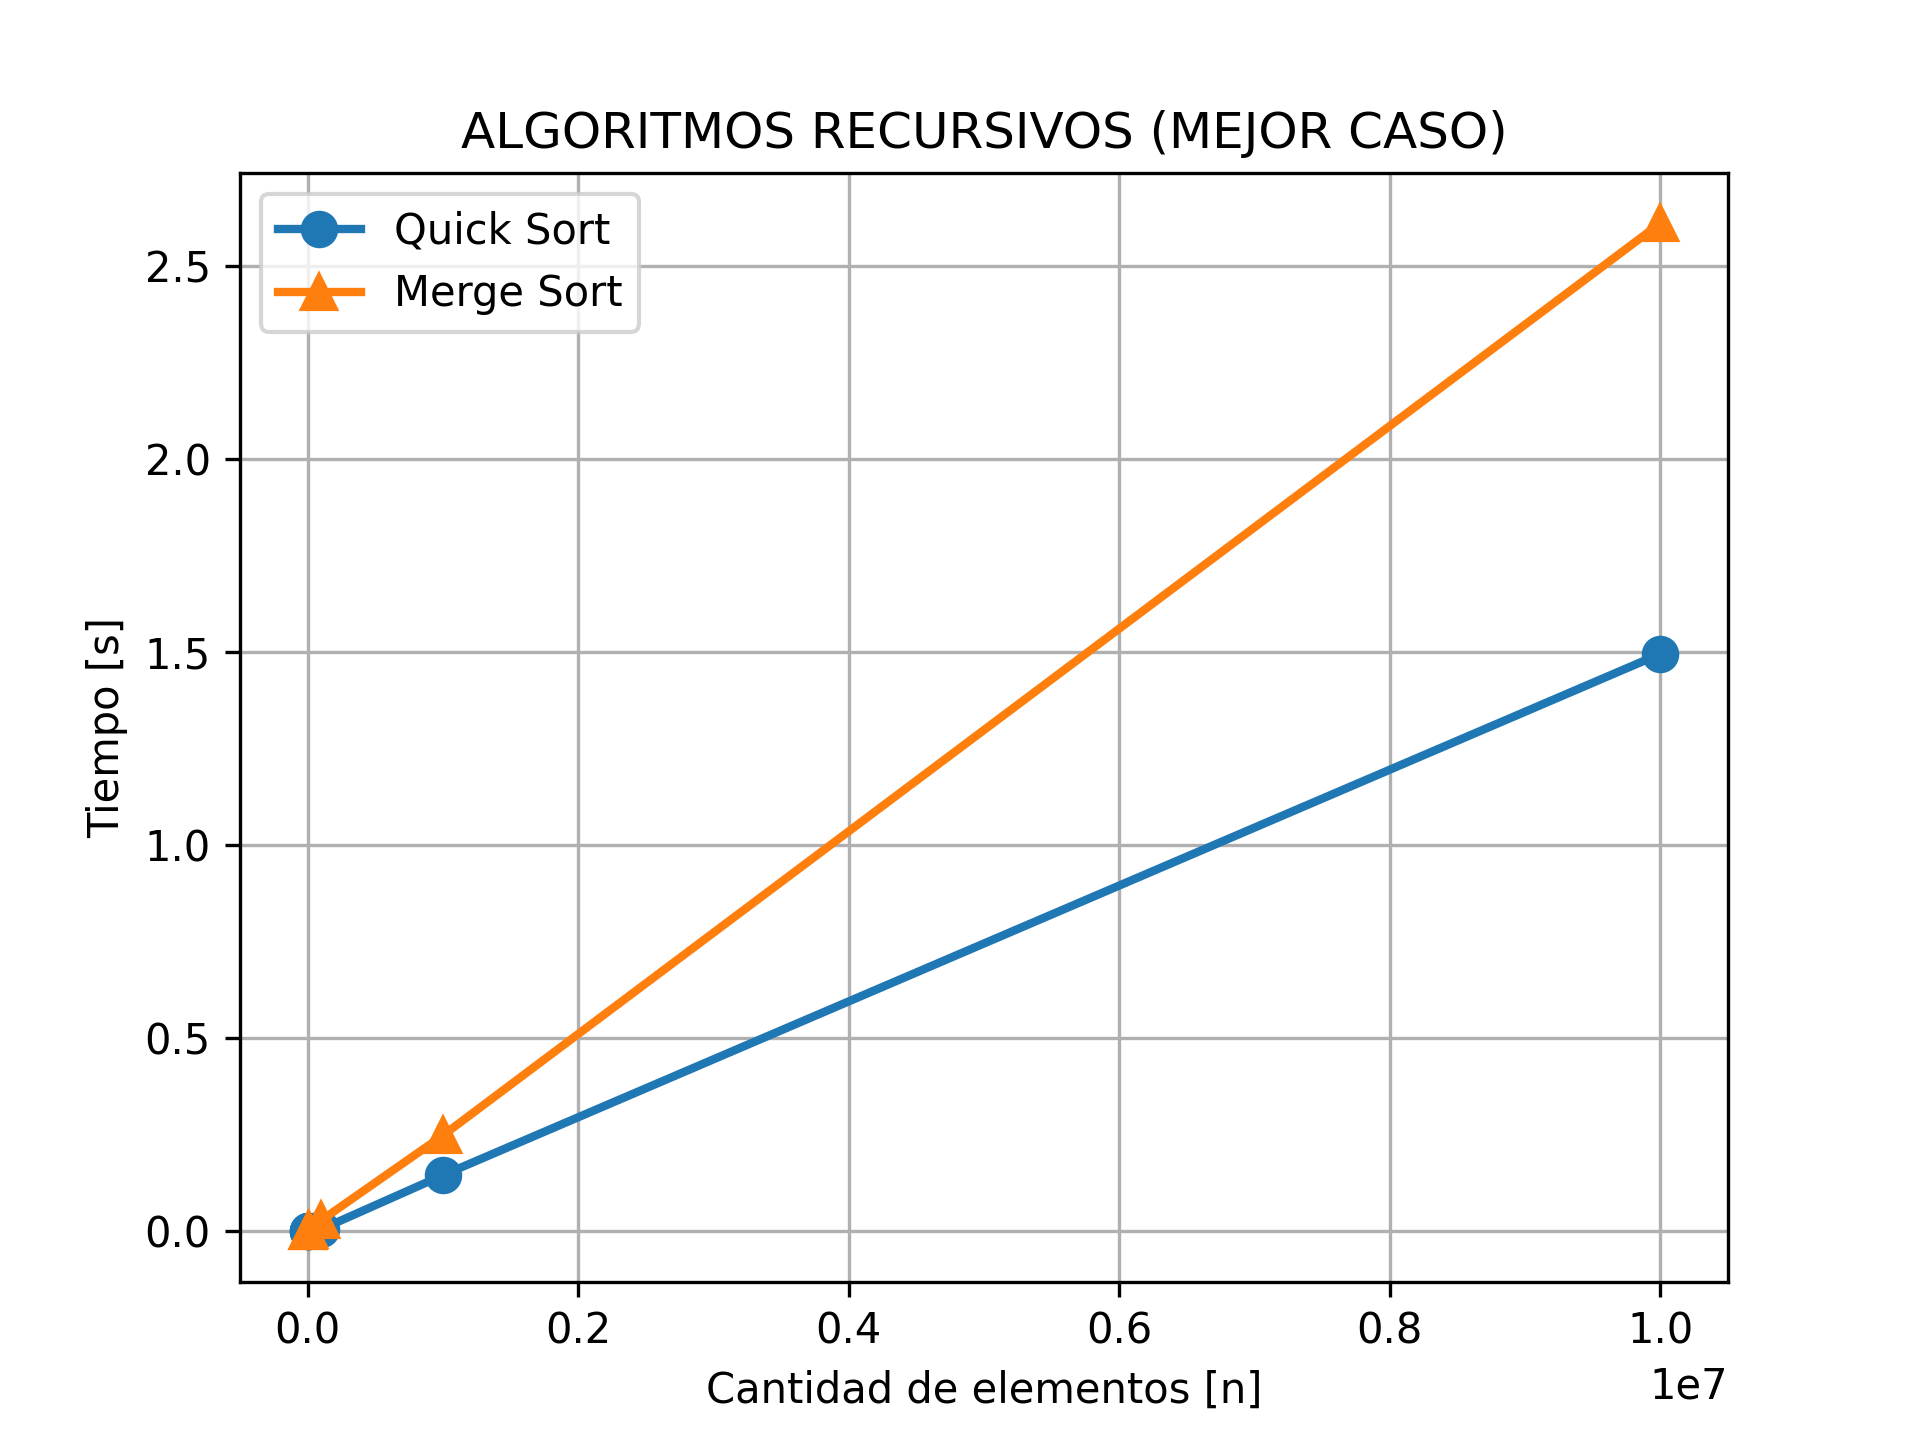 ALGORITMOS RECURSIVOS (MEJOR CASO)
Quick Sort
Merge Sort
2.5
2.0
1.5
1.0
0.5
0.0
Tiempo [s]
0.0 0.2 0.4 0.6 0.8 1.0
1e7
Cantidad de elementos [n]